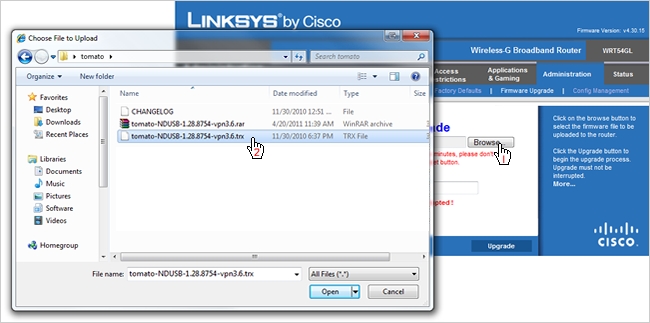 LINKSYS® by Cisco
Firmware Version: v4.30.15
Choose File to Upload
tomato
Search tomato
Wireless-G Broadband Router WRT54GL
Organize New folder
Access Restrictions
Applications & Gaming
Administration
Status
Factory Defaults | Firmware Upgrade | Config Management
Favorites
Desktop
Downloads
Recent Places
Libraries
Documents
Music
Pictures
Software
Videos
Homegroup
Name Date modified Type
CHANGELOG 11/30/2010 12:51 ... File
tomato-NDUSB-1.28.8754-vpn3.6.rar 4/20/2011 11:39 AM WinRAR archive
tomato-NDUSB-1.28.8754-vpn3.6.trx 11/30/2010 6:37 PM TRX File
2
Browse...
1
minutes, please don't
et button.
Click on the browse button to
select the firmware file to be
uploaded to the router.
Click the Upgrade button to
begin the upgrade process.
Upgrade must not be
interrupted.
More...
Upgrade
CISCO.
File name: tomato-NDUSB-1.28.8754-vpn3.6.trx
All Files (*.*)
Open
Cancel